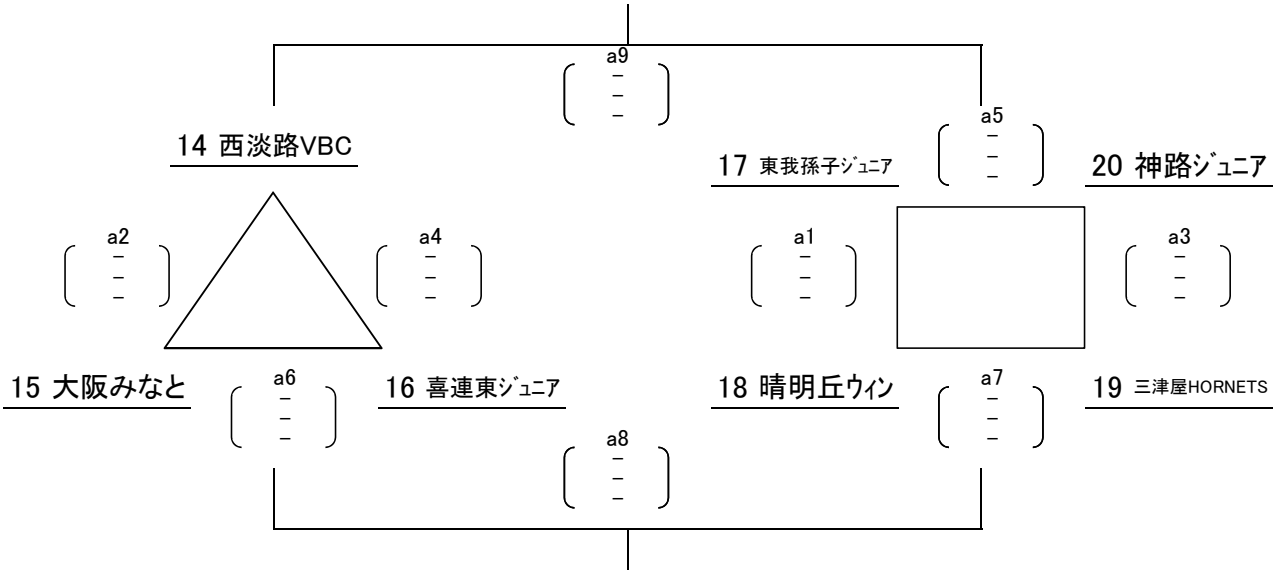 a9
−
−
−
14 西淡路VBC
a5
−
−
−
17 東我孫子ｼﾞｭﾆｱ
20 神路ｼﾞｭﾆｱ
a2
−
−
−
a4
−
−
−
a1
−
−
−
a3
−
−
−
15 大阪みなと
a6
−
−
−
16 喜連東ｼﾞｭﾆｱ
18 晴明丘ｳｨﾝ
a7
−
−
−
19 三津屋HORNETS
a8
−
−
−